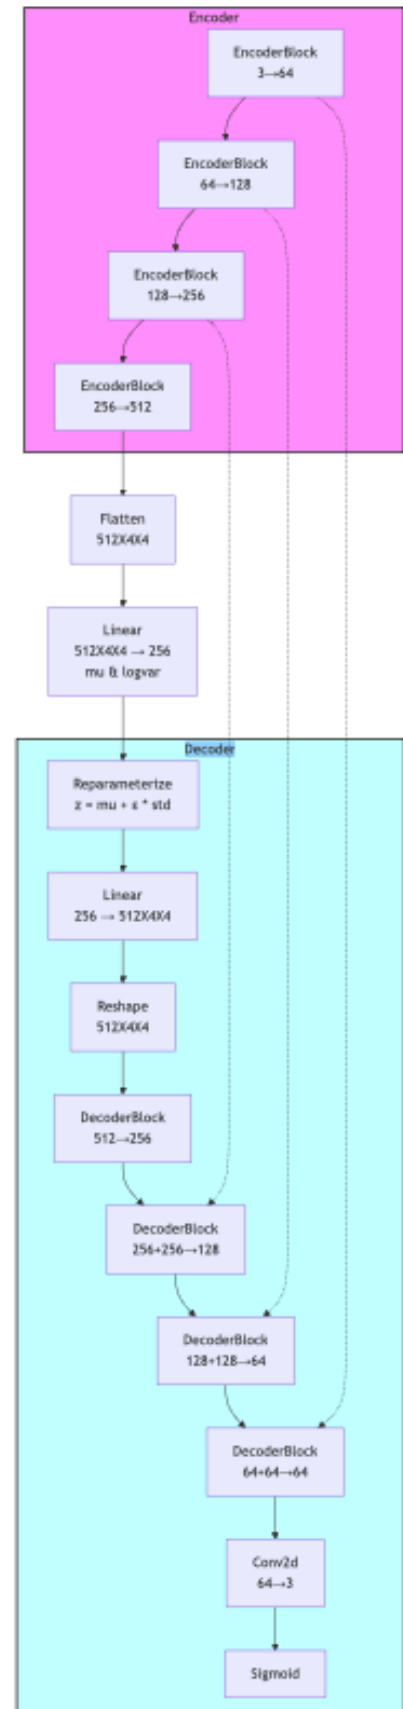 Encoder
EncoderBlock
3→64
EncoderBlock
64→128
EncoderBlock
128→256
EncoderBlock
256→512
Flatten
512X4X4
Linear
512X4X4 → 256
mu & logvar
Decoder
Reparameterize
z = mu + ε * std
Linear
256 → 512X4X4
Reshape
512X4X4
DecoderBlock
512→256
DecoderBlock
256+256→128
DecoderBlock
128+128→64
DecoderBlock
64+64→64
Conv2d
64→3
Sigmoid